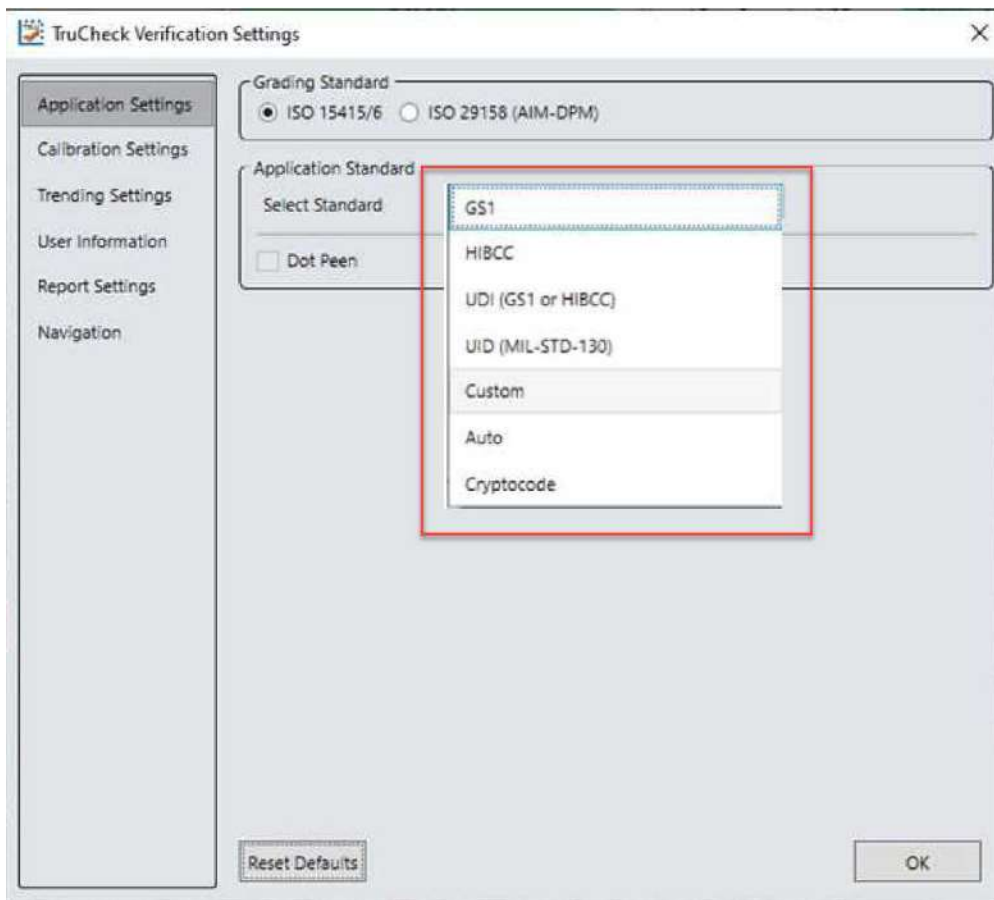 TruCheck Verification Settings
Application Settings
Calibration Settings
Trending Settings
User Information
Report Settings
Navigation
Grading Standard
ISO 15415/6 ISO 29158 (AIM-DPM)
Application Standard
Select Standard
Dot Peen
GS1
HIBCC
UDI (GS1 or HIBCC)
UID (MIL-STD-130)
Custom
Auto
Cryptocode
Reset Defaults
OK